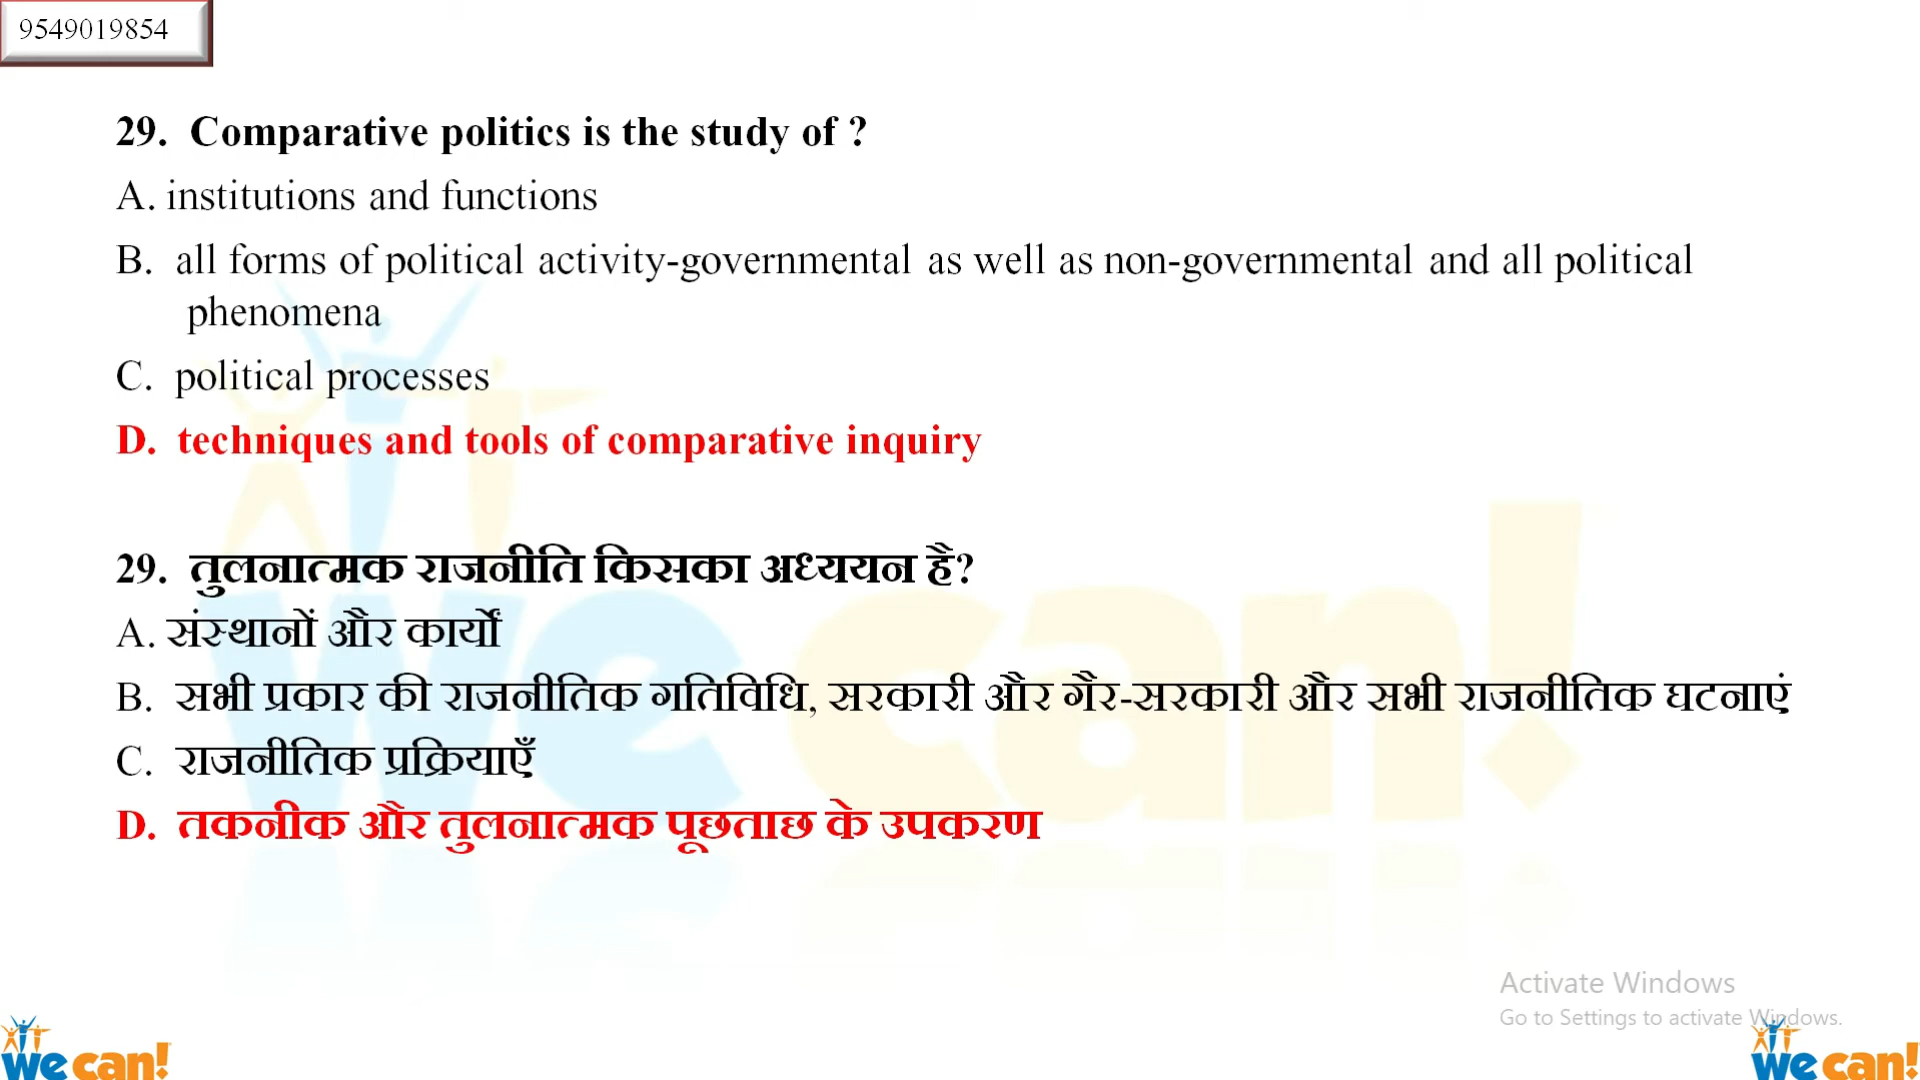 9549019854
29. Comparative politics is the study of ?
A. institutions and functions
B. all forms of political activity-governmental as well as non-governmental and all political
phenomena
C. political processes
D. techniques and tools of comparative inquiry
29. तुलनात्मक राजनीति किसका अध्ययन है?
A. संस्थानों और कार्यों
B. सभी प्रकार की राजनीतिक गतिविधि, सरकारी और गैर-सरकारी और सभी राजनीतिक घटनाएं
C. राजनीतिक प्रक्रियाएँ
D. तकनीक और तुलनात्मक पूछताछ के उपकरण
we can!
Activate Windows
Go to Settings to activate Windows.
we can!
we can!